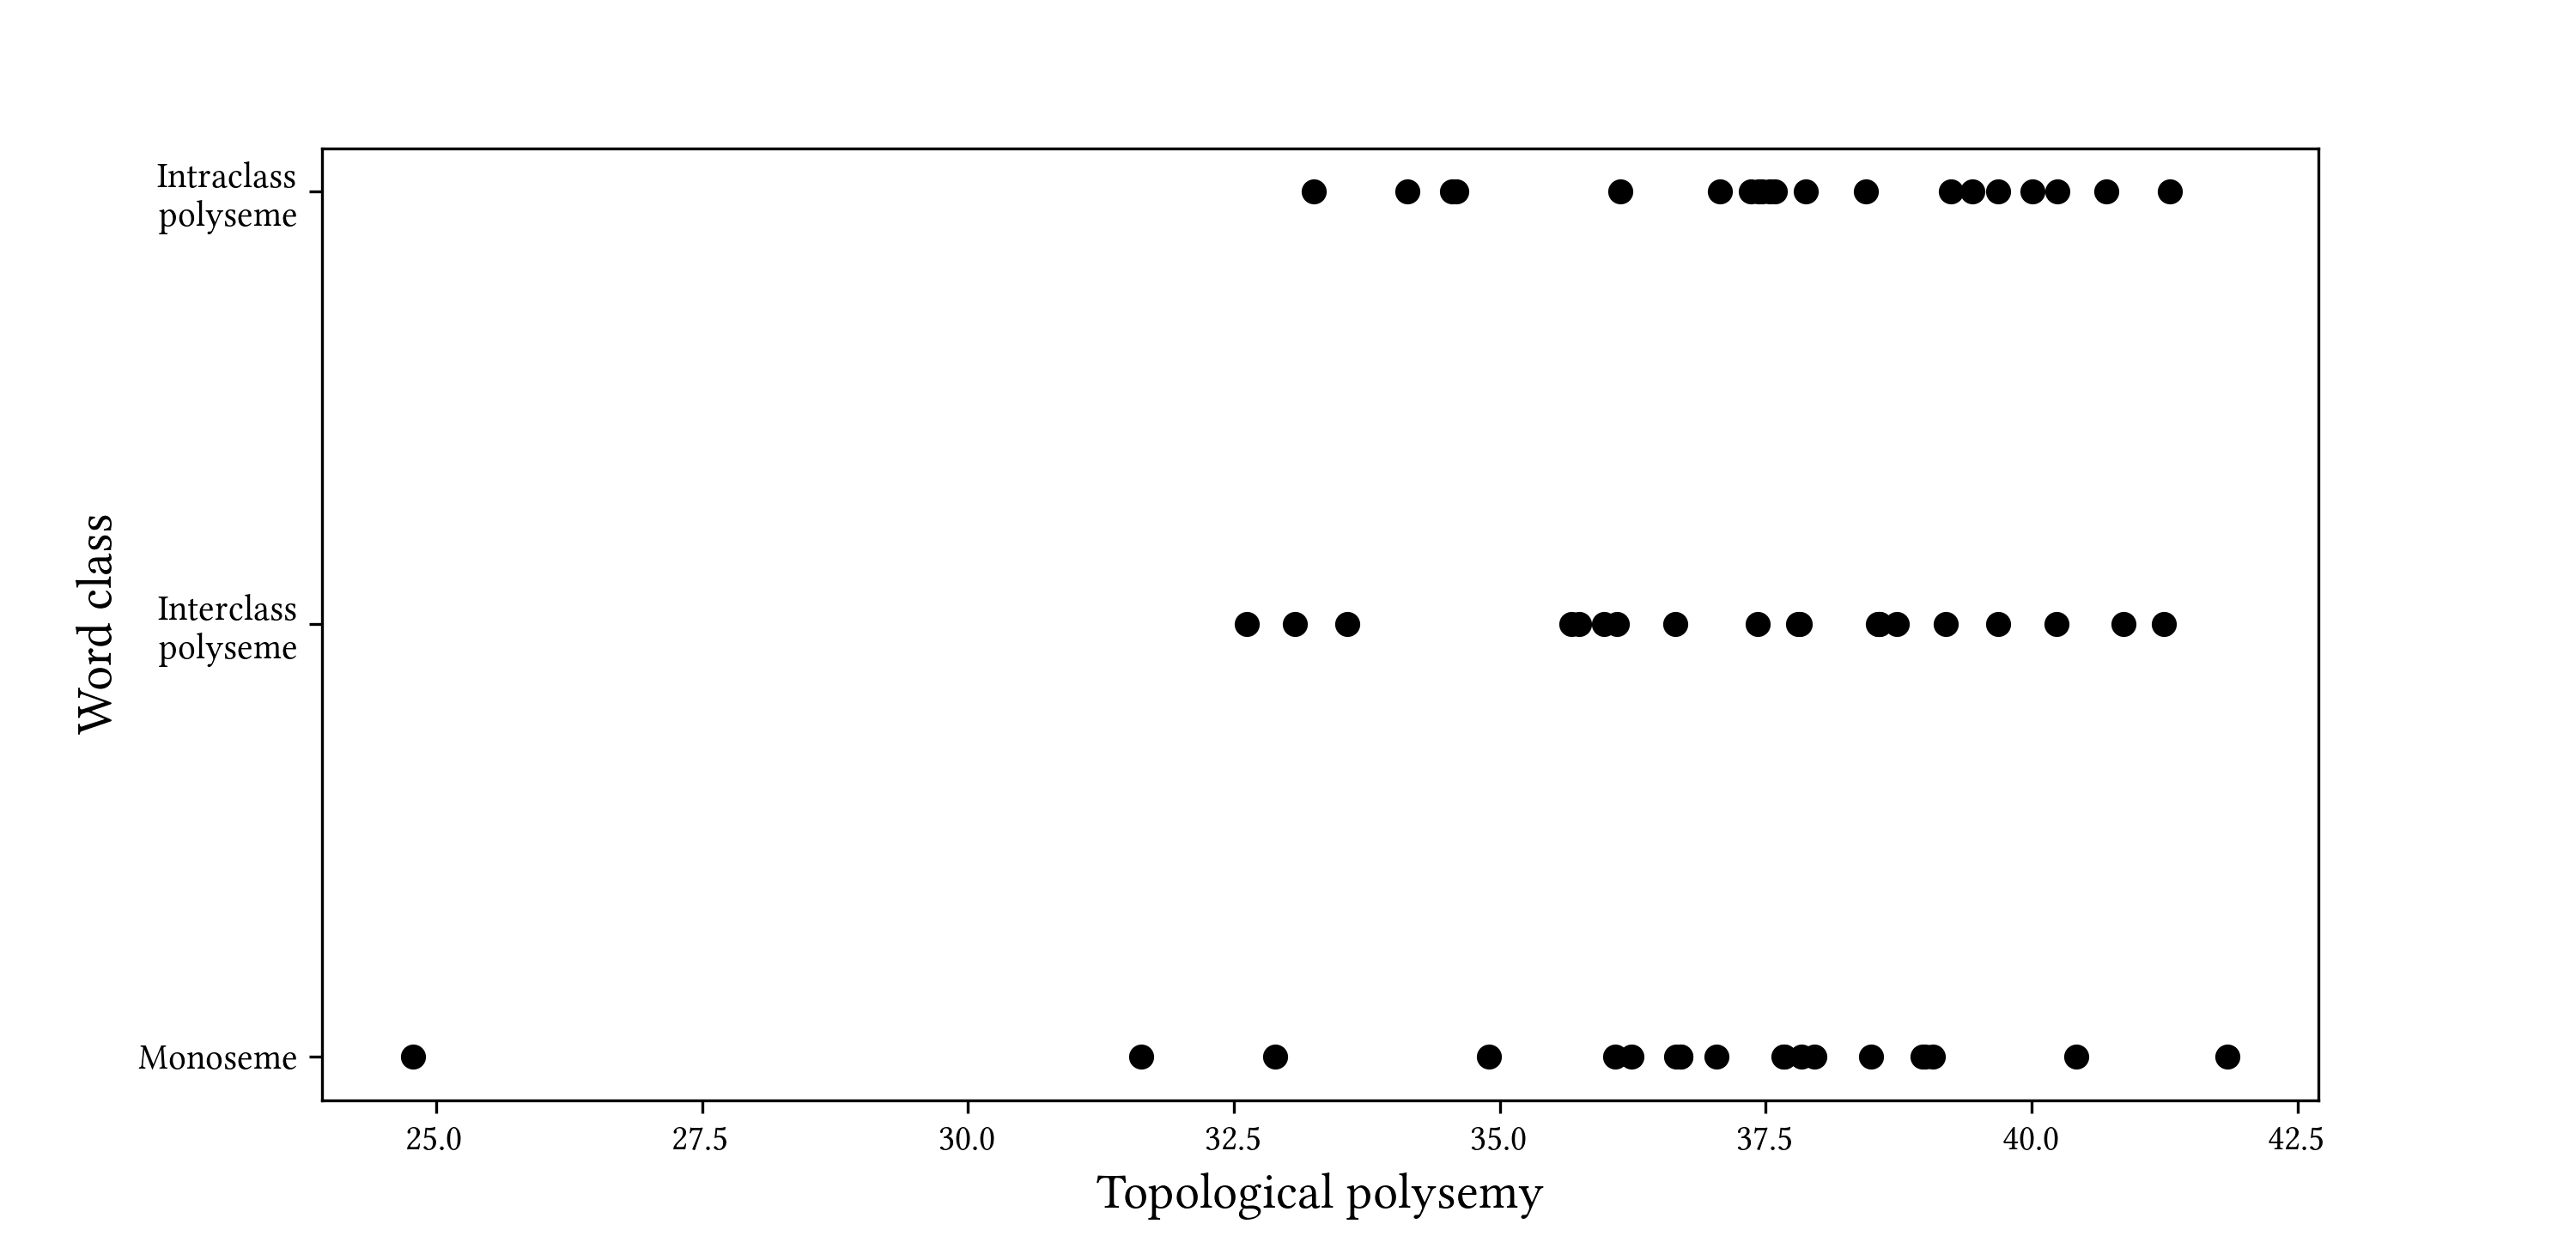 Intraclass
polyseme
Interclass
polyseme
Monoseme
Word class
25.0
27.5
30.0
32.5
35.0
37.5
40.0
42.5
Topological polysemy